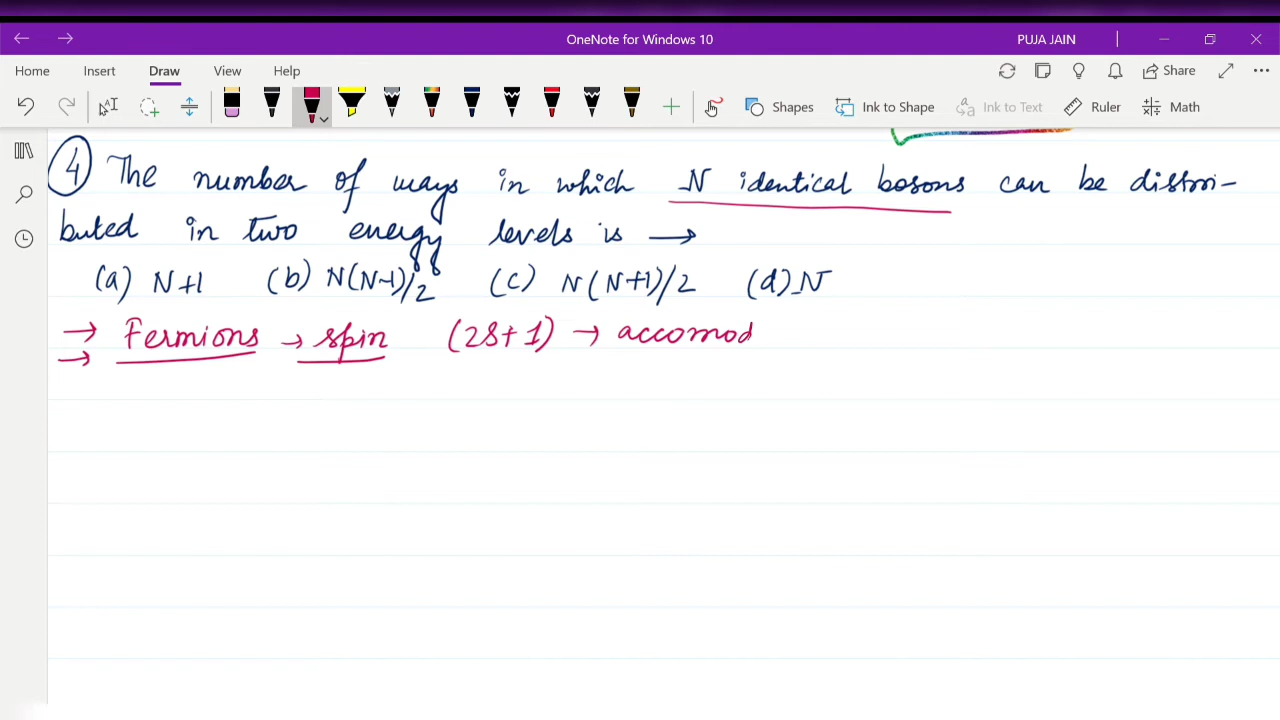 OneNote for Windows 10
PUJA JAIN
Home Insert Draw View Help
Share
Shapes Ink to Shape Ink to Text Ruler Math
4 The number of ways in which N identical bosons can be distri-
buted in two energy levels is →
(a) N+1 (b) N(N-1)/2 (c) N(N+1)/2 (d) N
→ Fermions → spin (2S+1) → accomod
→